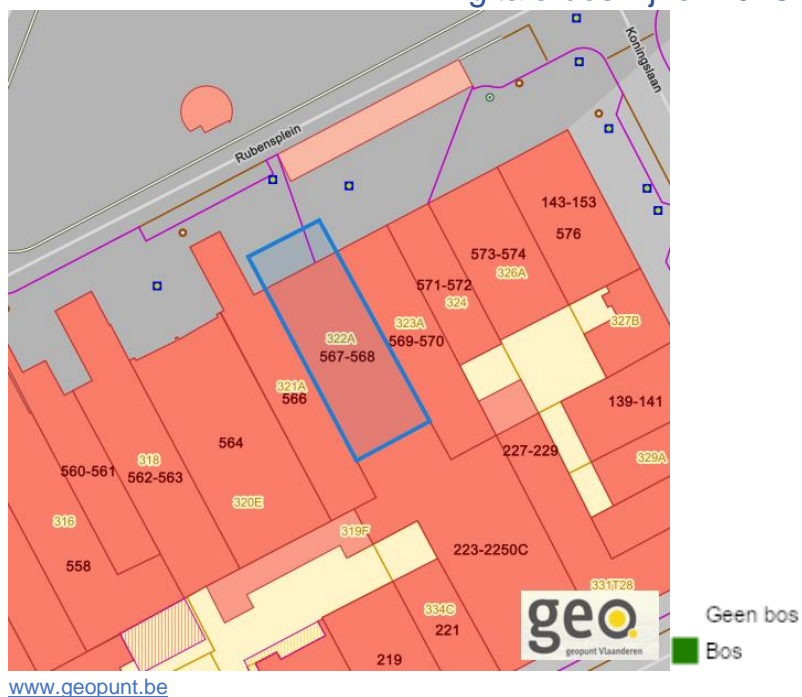 Koningslaan
Rubensplein
143-153
576
573-574
326A
571-572
324
327B
323A
569-570
322A
567-568
321A
566
139-141
564
227-229
329A
560-561
318
562-563
320E
316
319F
558
223-2250C
331T28
334C
221
219
geo.
geopunt Vlaanderen
Geen bos
Bos
www.geopunt.be